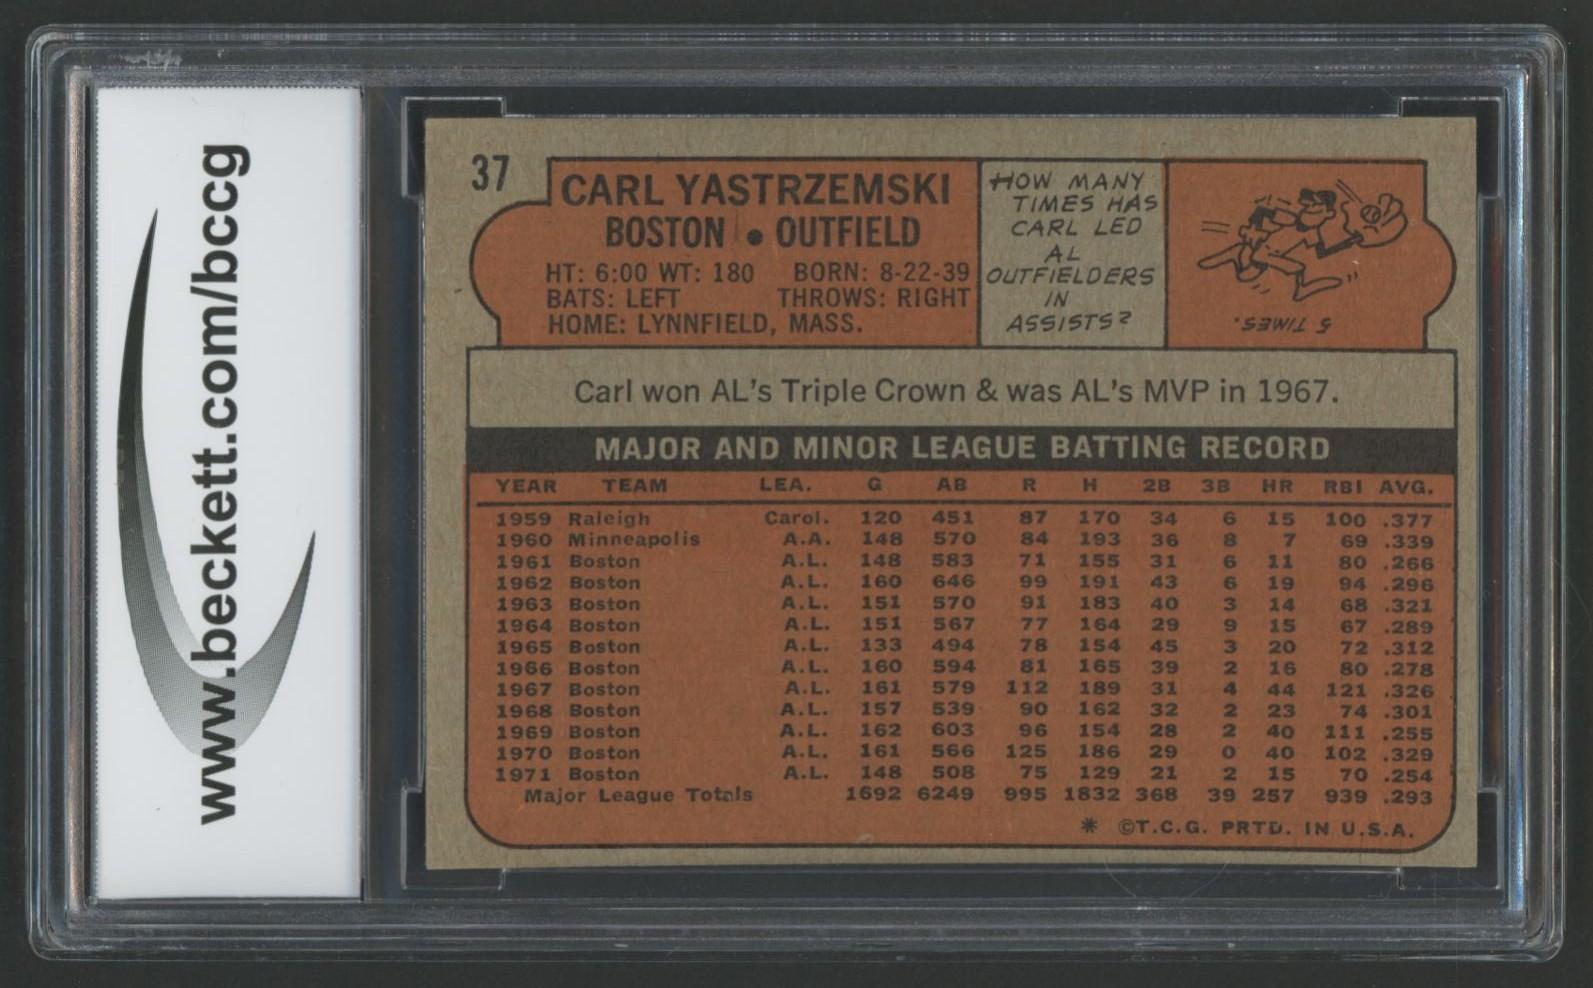 www.beckett.com/bccg
37
CARL YASTRZEMSKI
BOSTON • OUTFIELD
HT: 6:00 WT: 180 BORN: 8-22-39
BATS: LEFT THROWS: RIGHT
HOME: LYNNFIELD, MASS.
HOW MANY
TIMES HAS
CARL LED
AL
OUTFIELDERS
IN
ASSISTS?
5 TIMES.
Carl won AL's Triple Crown & was AL's MVP in 1967.
MAJOR AND MINOR LEAGUE BATTING RECORD
YEAR TEAM LEA. G AB R H 2B 3B HR RBI AVG.
1959 Raleigh Carol. 120 451 87 170 34 6 15 100 .377
1960 Minneapolis A.A. 148 570 84 193 36 8 7 69 .339
1961 Boston A.L. 148 583 71 155 31 6 11 80 .266
1962 Boston A.L. 160 646 99 191 43 6 19 94 .296
1963 Boston A.L. 151 570 91 183 40 3 14 68 .321
1964 Boston A.L. 151 567 77 164 29 9 15 67 .289
1965 Boston A.L. 133 494 78 154 45 3 20 72 .312
1966 Boston A.L. 160 594 81 165 39 2 16 80 .278
1967 Boston A.L. 161 579 112 189 31 4 44 121 .326
1968 Boston A.L. 157 539 90 162 32 2 23 74 .301
1969 Boston A.L. 162 603 96 154 28 2 40 111 .255
1970 Boston A.L. 161 566 125 186 29 0 40 102 .329
1971 Boston A.L. 148 508 75 129 21 2 15 70 .254
Major League Totals 1692 6249 995 1832 368 39 257 939 .293
* ©T.C.G. PRTD. IN U.S.A.